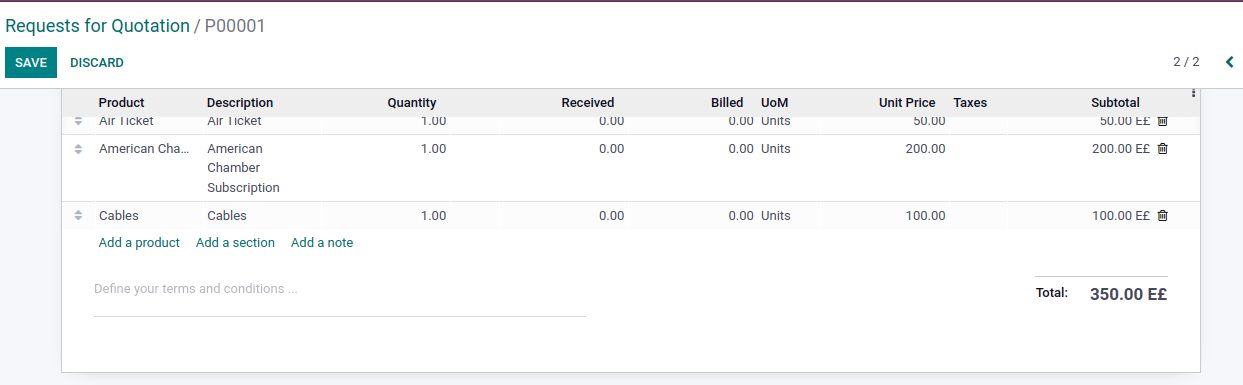 Requests for Quotation / P00001
SAVE DISCARD 2 / 2
Product Description Quantity Received Billed UoM Unit Price Taxes Subtotal
Air Ticket Air Ticket 1.00 0.00 0.00 Units 50.00 50.00 E£
American Cha... American 1.00 0.00 0.00 Units 200.00 200.00 E£
Chamber
Subscription
Cables Cables 1.00 0.00 0.00 Units 100.00 100.00 E£
Add a product Add a section Add a note
Define your terms and conditions ...
Total: 350.00 E£